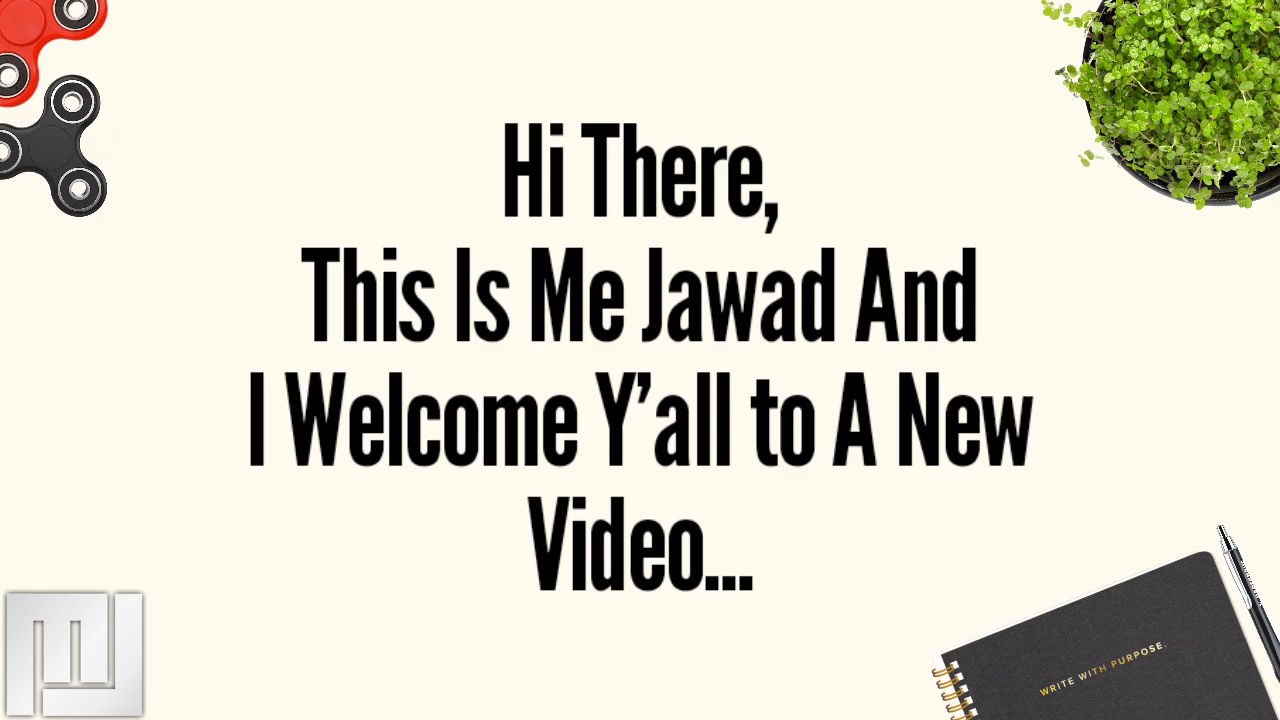 Hi There,
This Is Me Jawad And
I Welcome Y'all to A New
Video...
WRITE WITH PURPOSE.